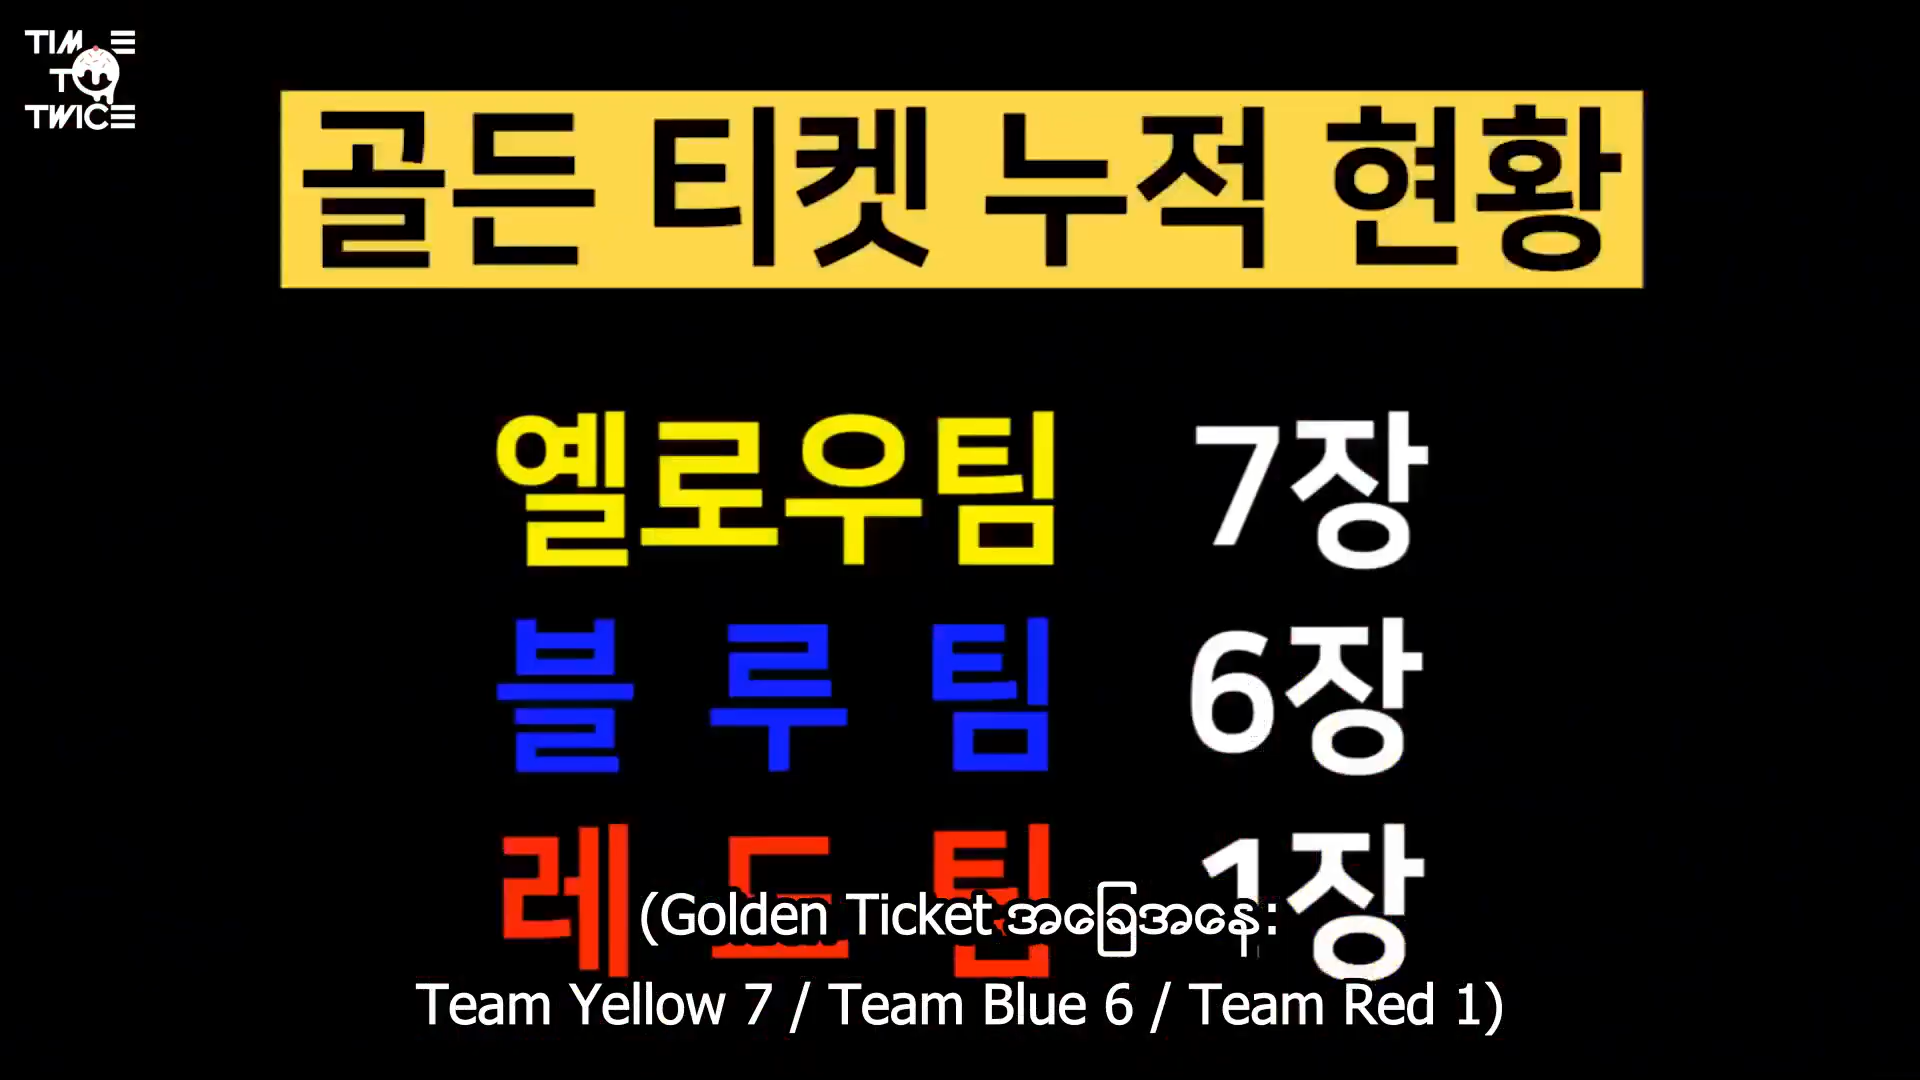 TIME
TO
TWICE
골든 티켓 누적 현황
옐로우팀 7장
블루팀 6장
레드팀 1장
(Golden Ticket အခြေအနေ:
Team Yellow 7 / Team Blue 6 / Team Red 1)